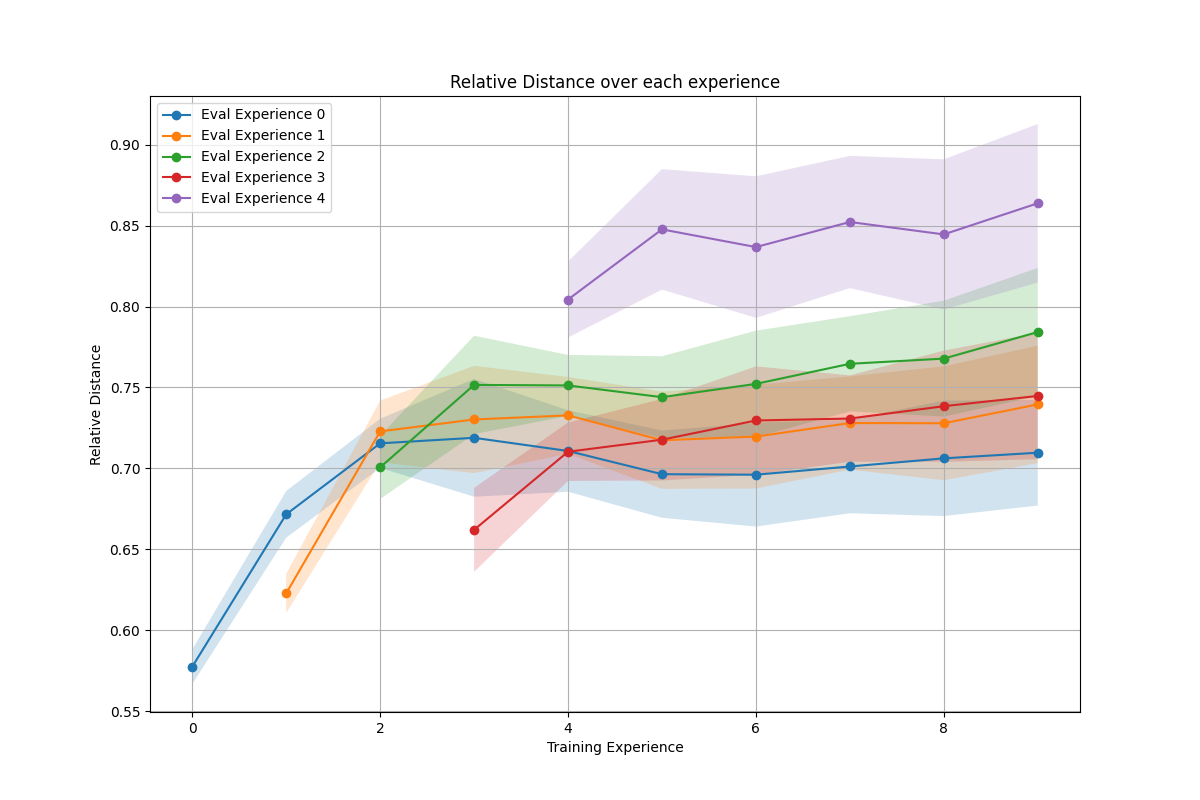 Relative Distance over each experience
Eval Experience 0
Eval Experience 1
Eval Experience 2
Eval Experience 3
Eval Experience 4
0.90
0.85
0.80
0.75
0.70
0.65
0.60
0.55
Relative Distance
0 2 4 6 8
Training Experience